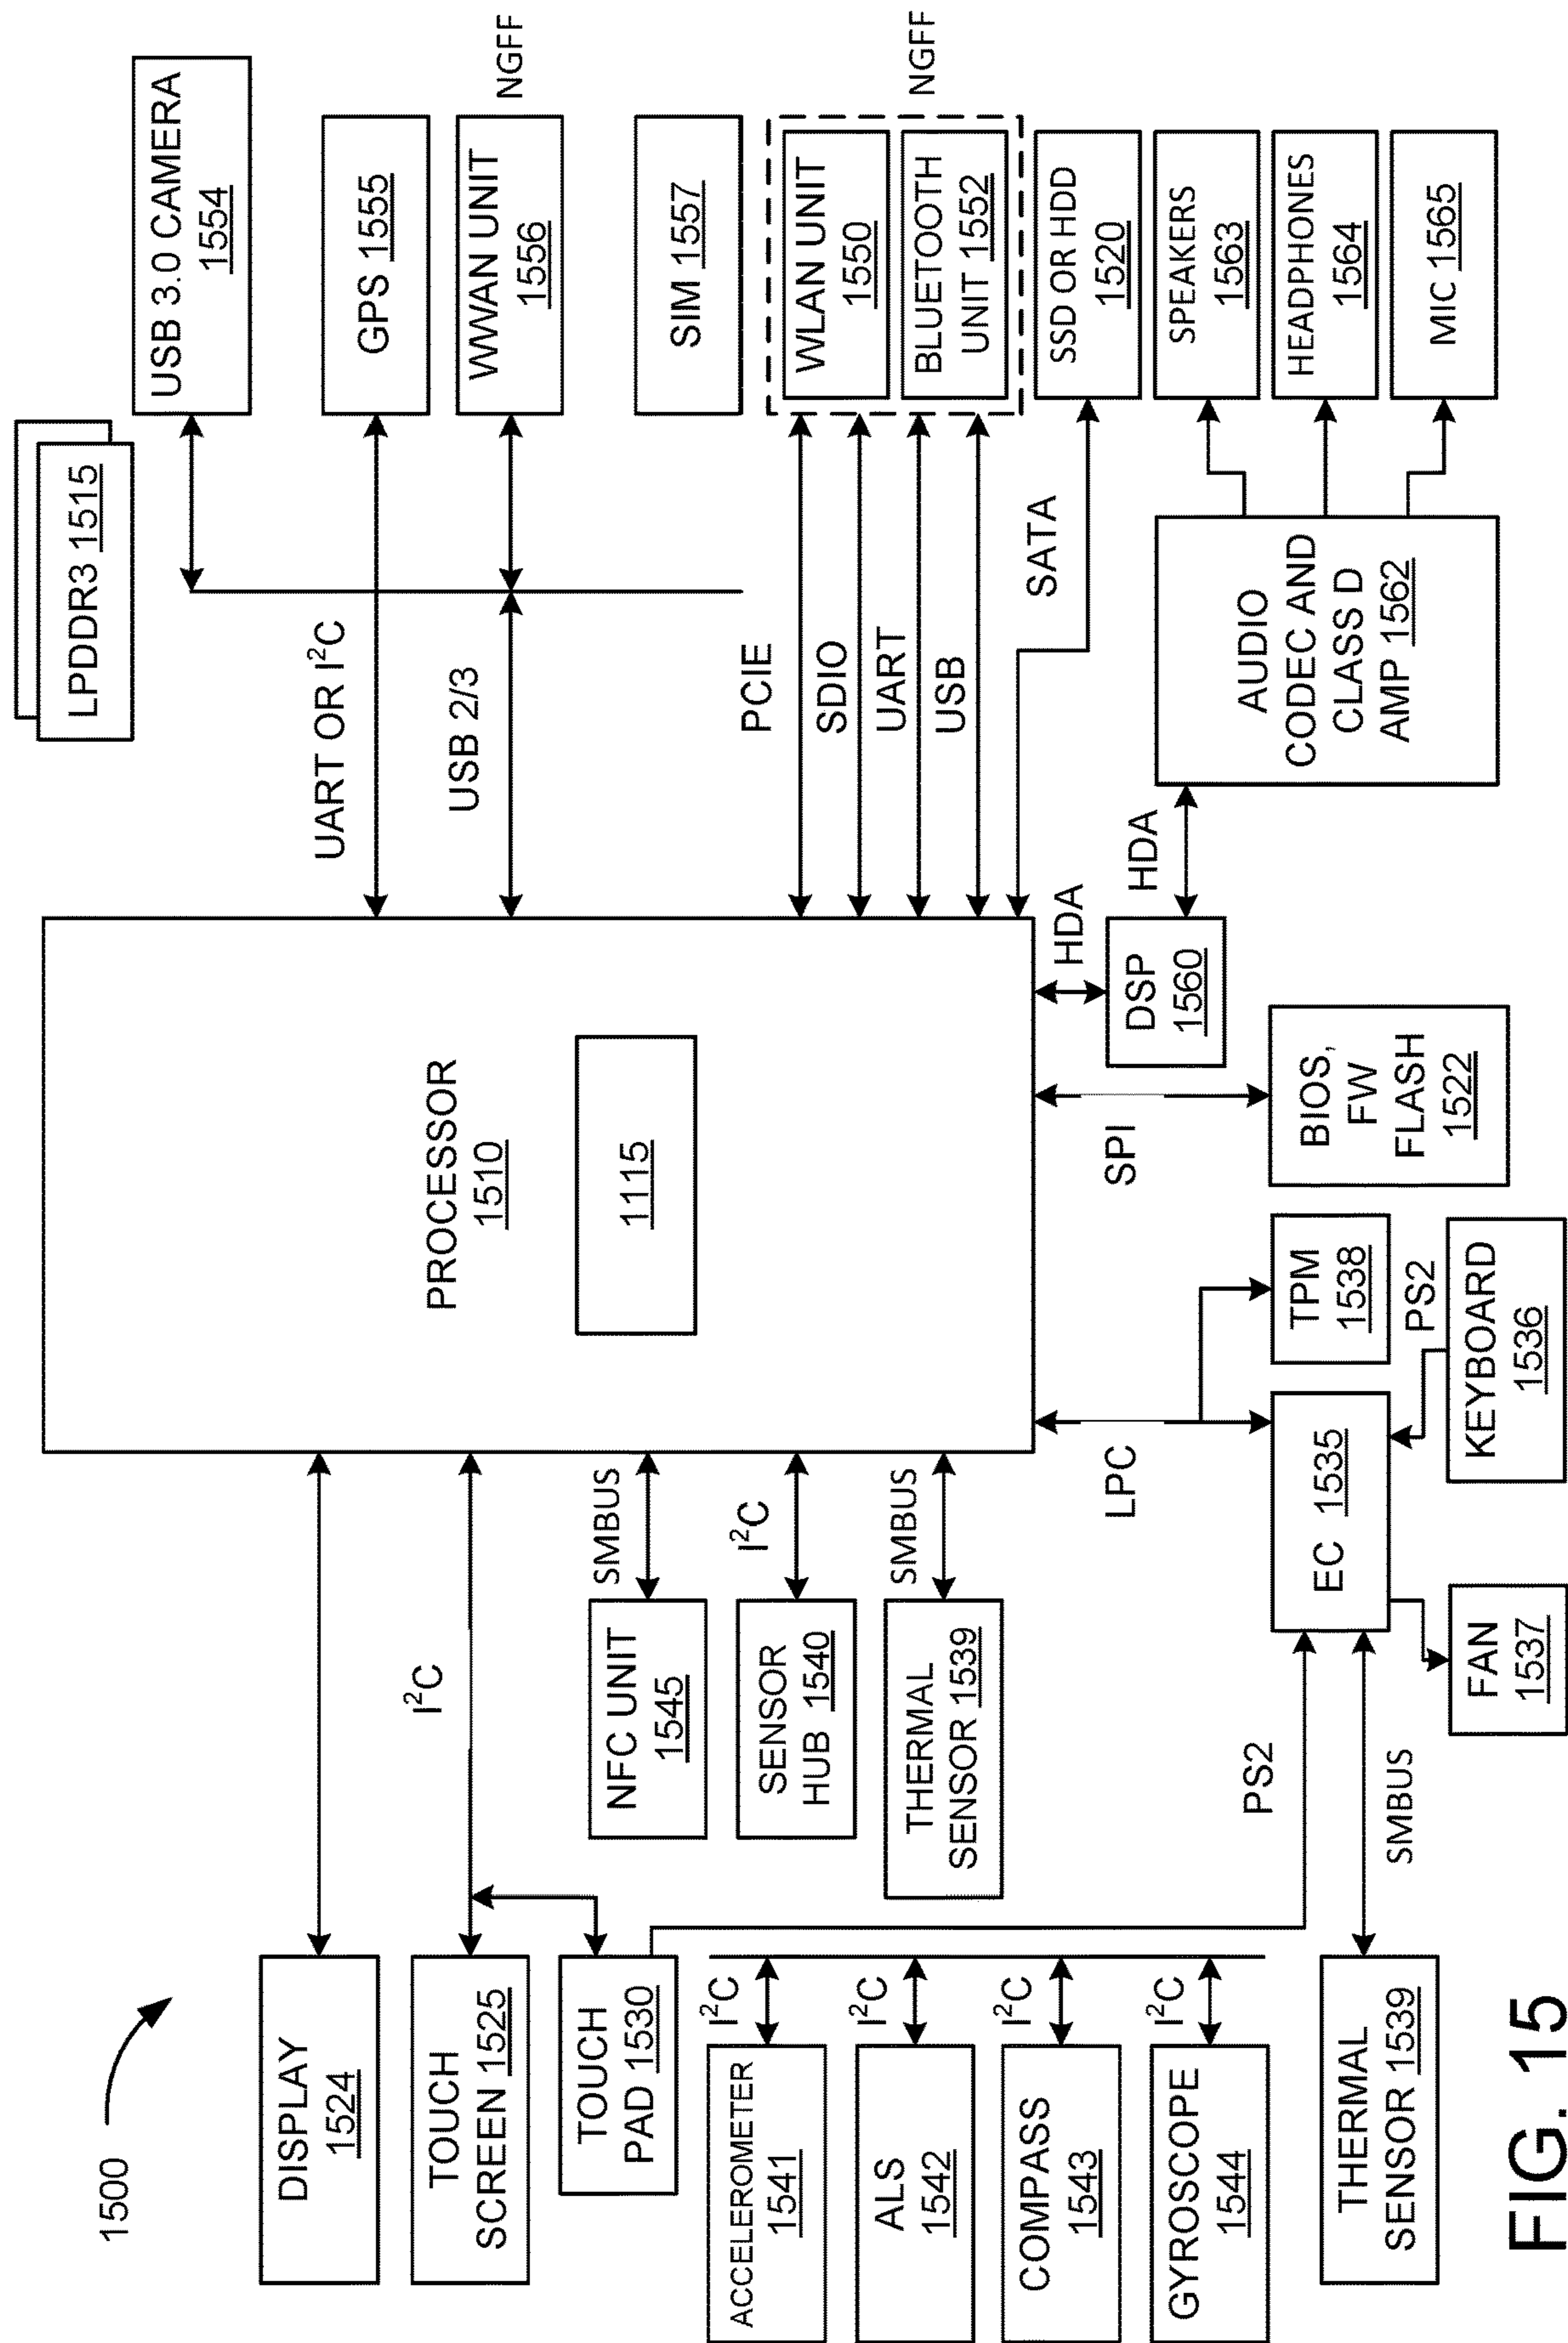 1500
DISPLAY
1524
TOUCH
SCREEN 1525
TOUCH
PAD 1530
I²C
ACCELEROMETER
1541
I²C
ALS
1542
I²C
COMPASS
1543
I²C
GYROSCOPE
1544
I²C
THERMAL
SENSOR 1539
NFC UNIT
1545
SMBUS
SENSOR
HUB 1540
I²C
THERMAL
SENSOR 1539
SMBUS
PS2
SMBUS
PROCESSOR
1510
1115
LPC
EC 1535
FAN
1537
TPM
1538
PS2
KEYBOARD
1536
SPI
BIOS,
FW
FLASH
1522
HDA
DSP
1560
HDA
AUDIO
CODEC AND
CLASS D
AMP 1562
LPDDR3 1515
UART OR I²C
USB 2/3
PCIE
SDIO
UART
USB
SATA
USB 3.0 CAMERA
1554
GPS 1555
WWAN UNIT
1556
NGFF
SIM 1557
WLAN UNIT
1550
BLUETOOTH
UNIT 1552
NGFF
SSD OR HDD
1520
SPEAKERS
1563
HEADPHONES
1564
MIC 1565
FIG. 15